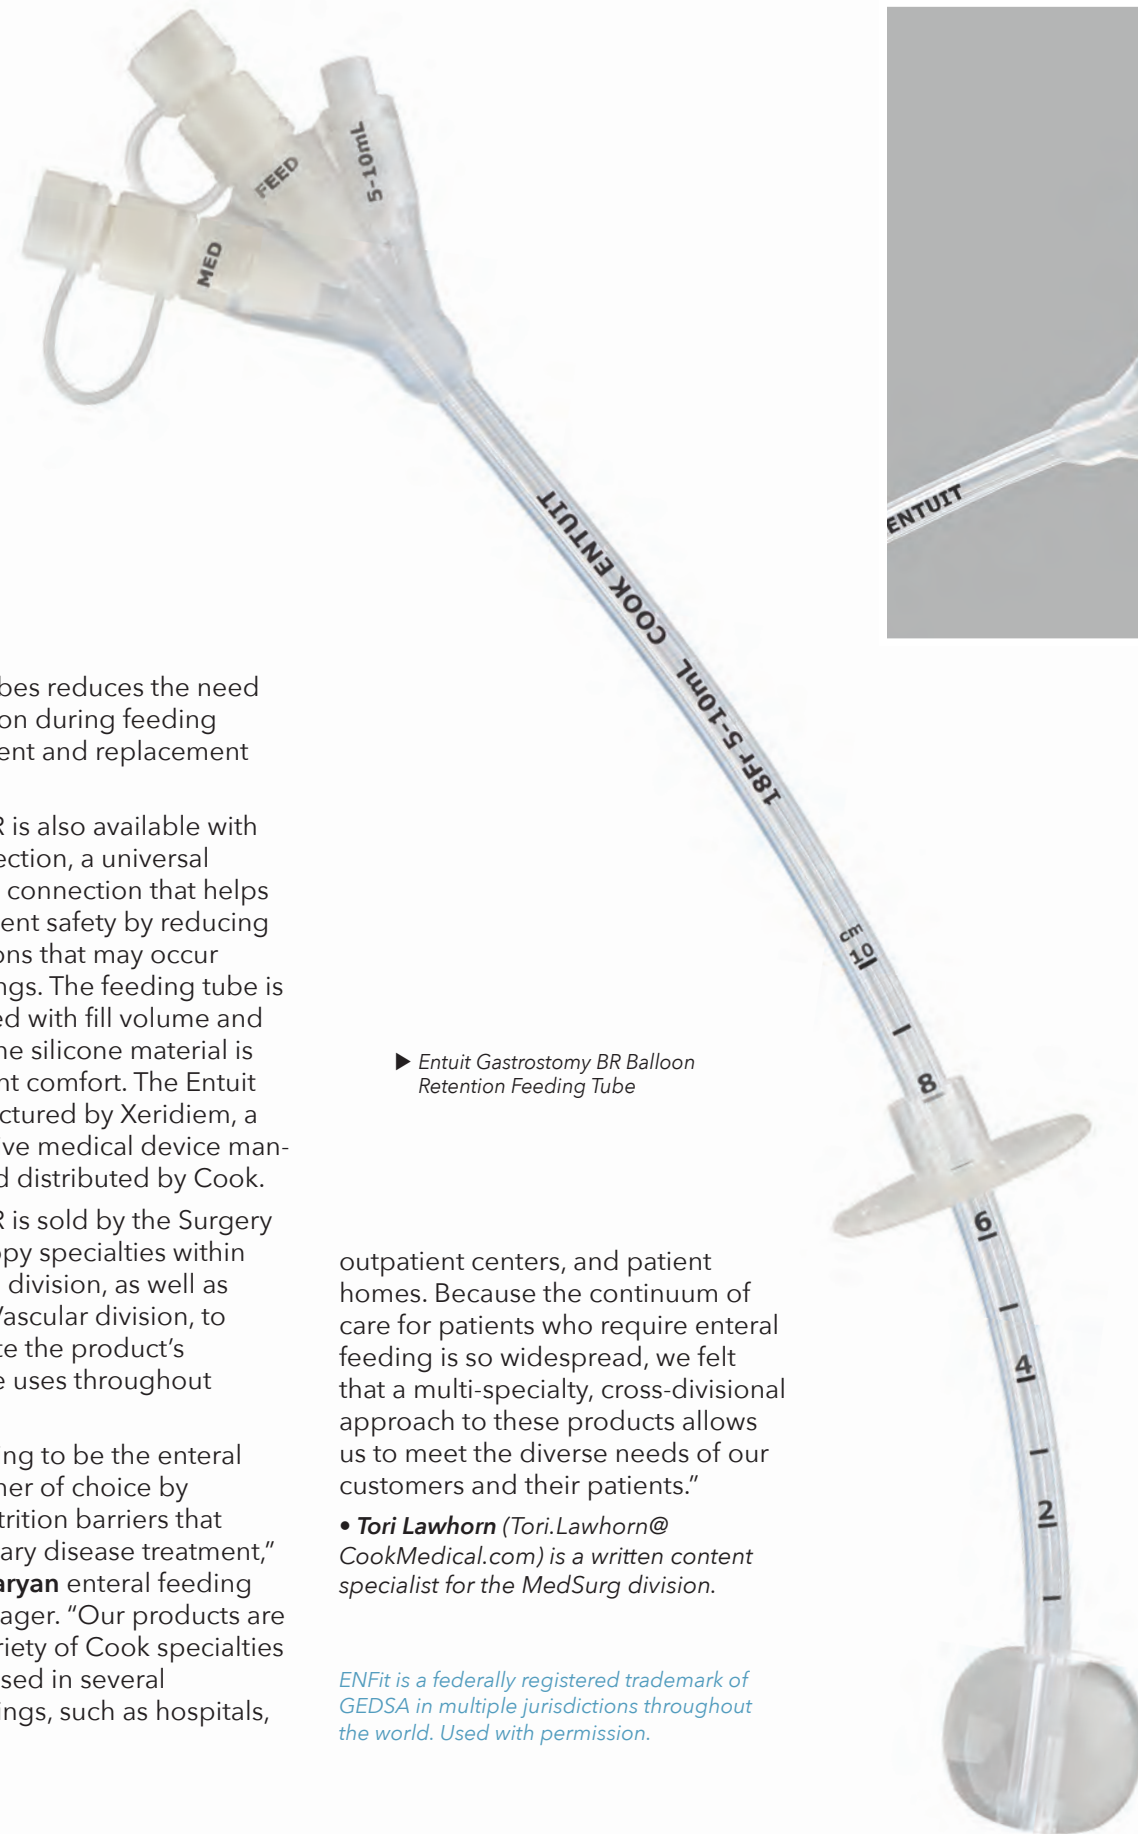 MED
FEED
5-10mL
18Fr 5-10mL COOK ENTUIT
cm
10
8
6
4
2
ENTUIT
bes reduces the need
on during feeding
ent and replacement
R is also available with
ection, a universal
connection that helps
ent safety by reducing
ons that may occur
ngs. The feeding tube is
ed with fill volume and
ne silicone material is
nt comfort. The Entuit
ctured by Xeridiem, a
ive medical device man-
d distributed by Cook.
R is sold by the Surgery
opy specialties within
division, as well as
Vascular division, to
te the product's
e uses throughout
ing to be the enteral
ner of choice by
trition barriers that
ary disease treatment,"
aryan enteral feeding
ager. "Our products are
riety of Cook specialties
sed in several
ings, such as hospitals,
▶ Entuit Gastrostomy BR Balloon
Retention Feeding Tube
outpatient centers, and patient
homes. Because the continuum of
care for patients who require enteral
feeding is so widespread, we felt
that a multi-specialty, cross-divisional
approach to these products allows
us to meet the diverse needs of our
customers and their patients."
• Tori Lawhorn (Tori.Lawhorn@
CookMedical.com) is a written content
specialist for the MedSurg division.
ENFit is a federally registered trademark of
GEDSA in multiple jurisdictions throughout
the world. Used with permission.